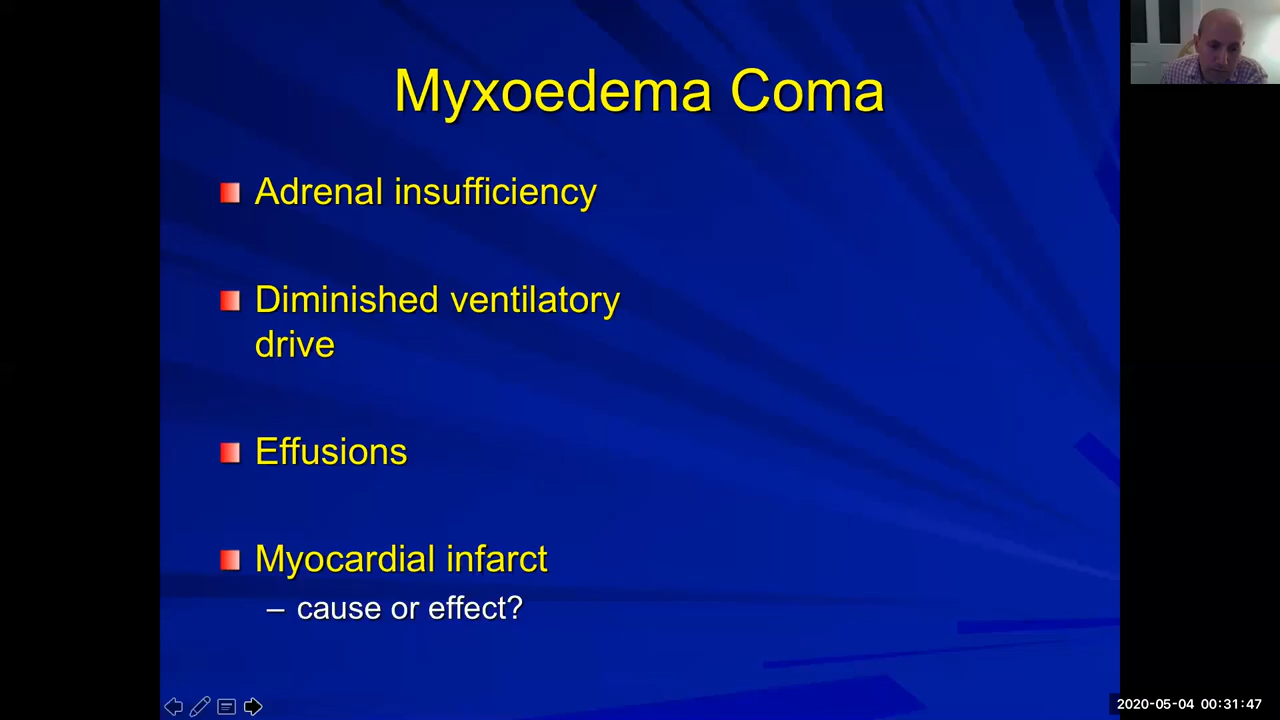 Myxoedema Coma
Adrenal insufficiency
Diminished ventilatory
drive
Effusions
Myocardial infarct
– cause or effect?
2020-05-04 00:31:47